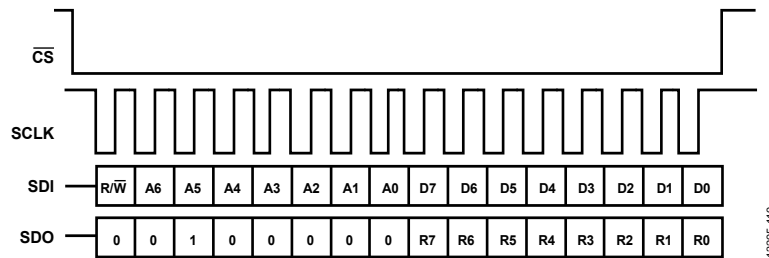 CS
SCLK
SDI R/W A6 A5 A4 A3 A2 A1 A0 D7 D6 D5 D4 D3 D2 D1 D0
SDO 0 0 1 0 0 0 0 0 R7 R6 R5 R4 R3 R2 R1 R0